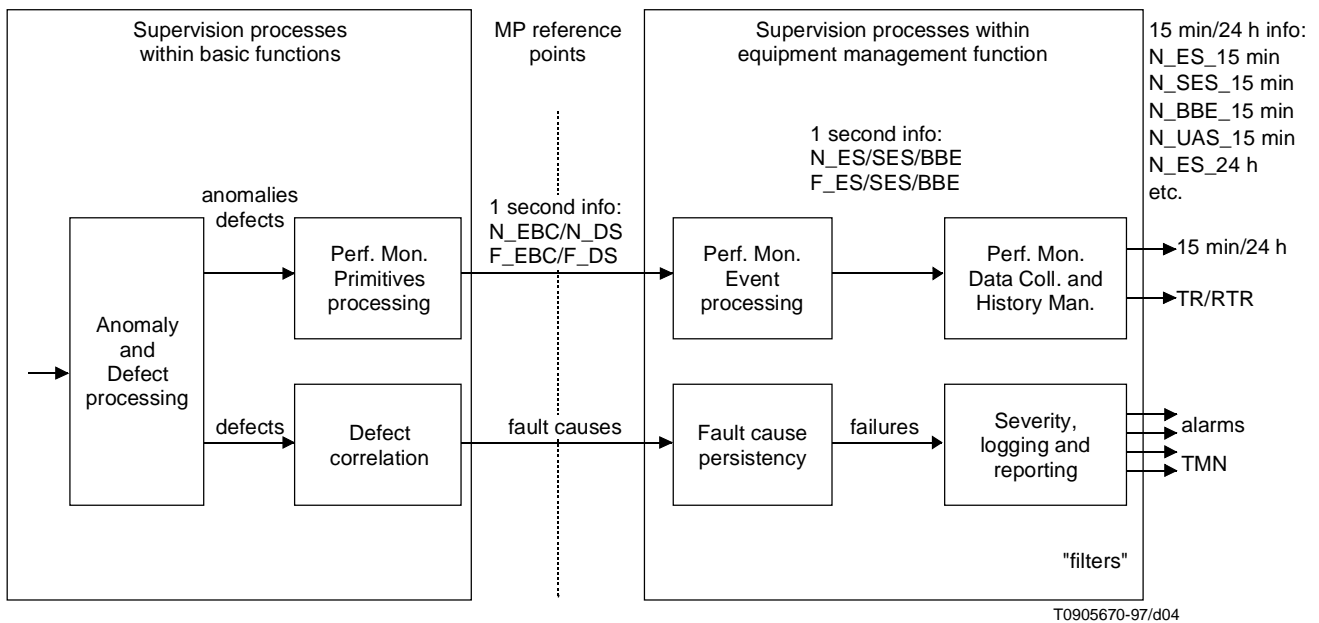 Supervision processes
within basic functions
MP reference
points
Supervision processes within
equipment management function
15 min/24 h info:
N_ES_15 min
N_SES_15 min
N_BBE_15 min
N_UAS_15 min
N_ES_24 h
etc.
1 second info:
N_ES/SES/BBE
F_ES/SES/BBE
anomalies
defects
1 second info:
N_EBC/N_DS
F_EBC/F_DS
Anomaly
and
Defect
processing
Perf. Mon.
Primitives
processing
Perf. Mon.
Event
processing
Perf. Mon.
Data Coll. and
History Man.
15 min/24 h
TR/RTR
defects
Defect
correlation
fault causes
Fault cause
persistency
failures
Severity,
logging and
reporting
alarms
TMN
"filters"
T0905670-97/d04